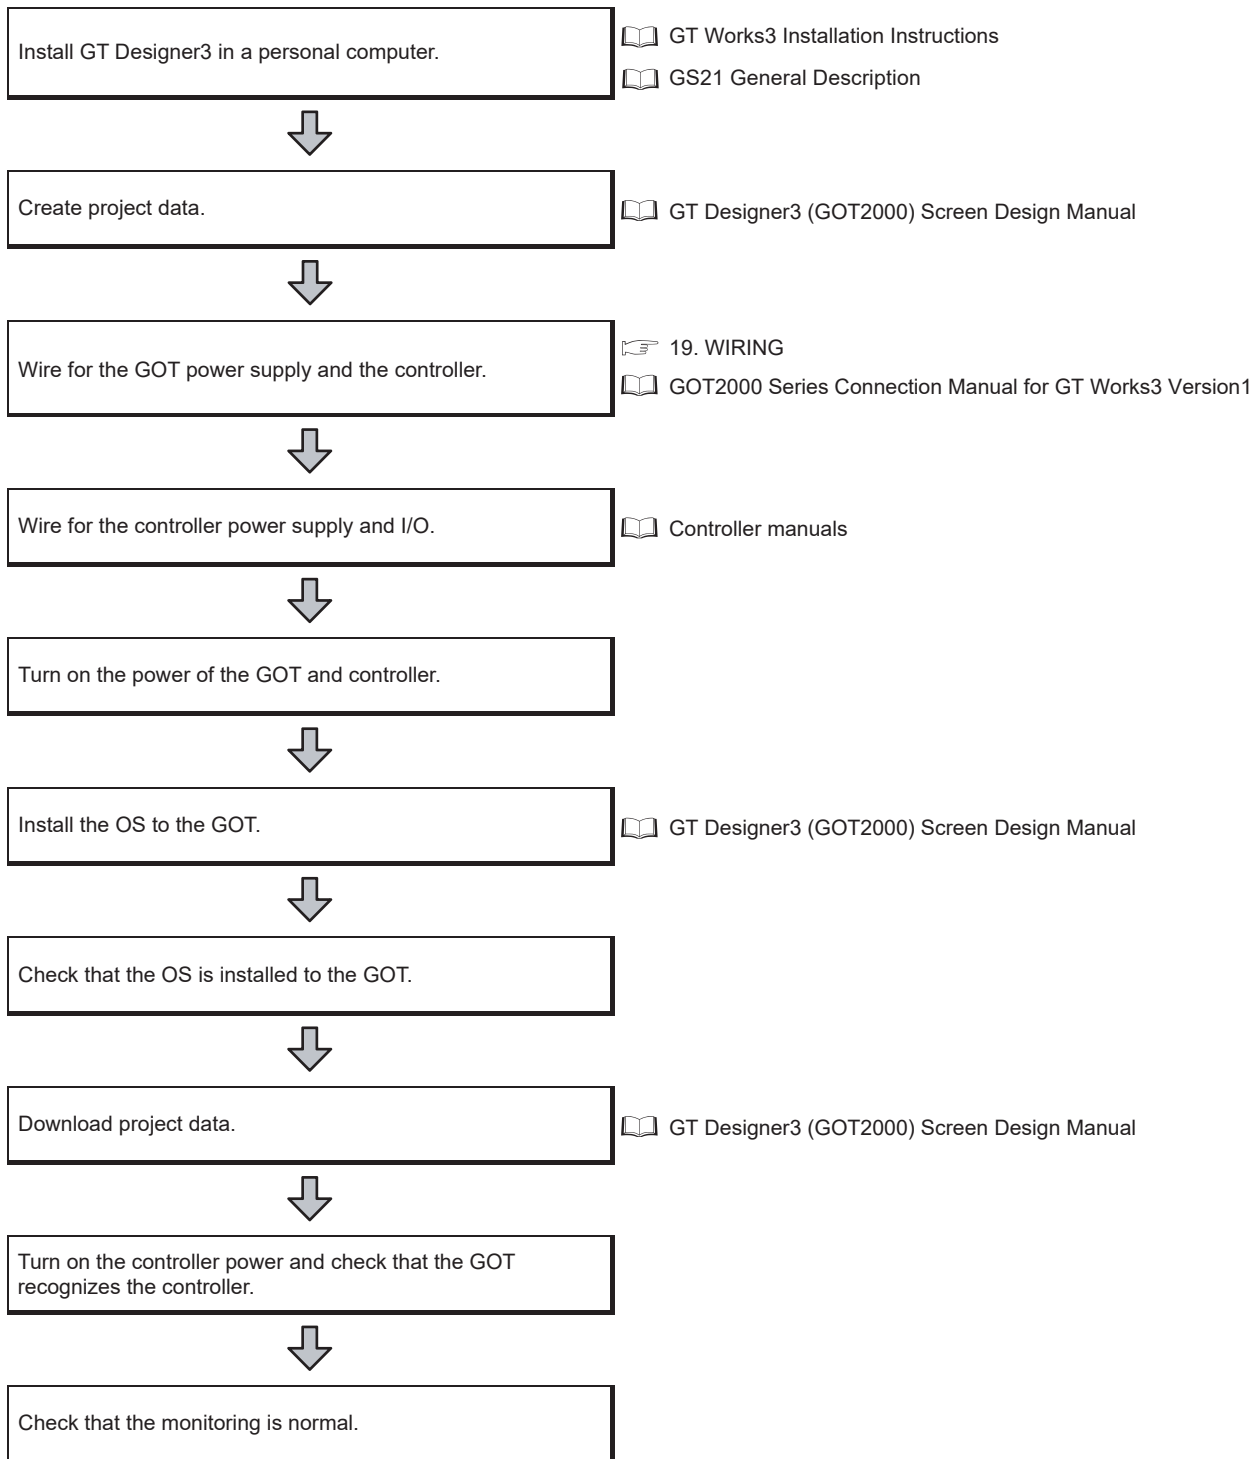 Install GT Designer3 in a personal computer.
GT Works3 Installation Instructions
GS21 General Description
Create project data.
GT Designer3 (GOT2000) Screen Design Manual
Wire for the GOT power supply and the controller.
19. WIRING
GOT2000 Series Connection Manual for GT Works3 Version1
Wire for the controller power supply and I/O.
Controller manuals
Turn on the power of the GOT and controller.
Install the OS to the GOT.
GT Designer3 (GOT2000) Screen Design Manual
Check that the OS is installed to the GOT.
Download project data.
GT Designer3 (GOT2000) Screen Design Manual
Turn on the controller power and check that the GOT
recognizes the controller.
Check that the monitoring is normal.